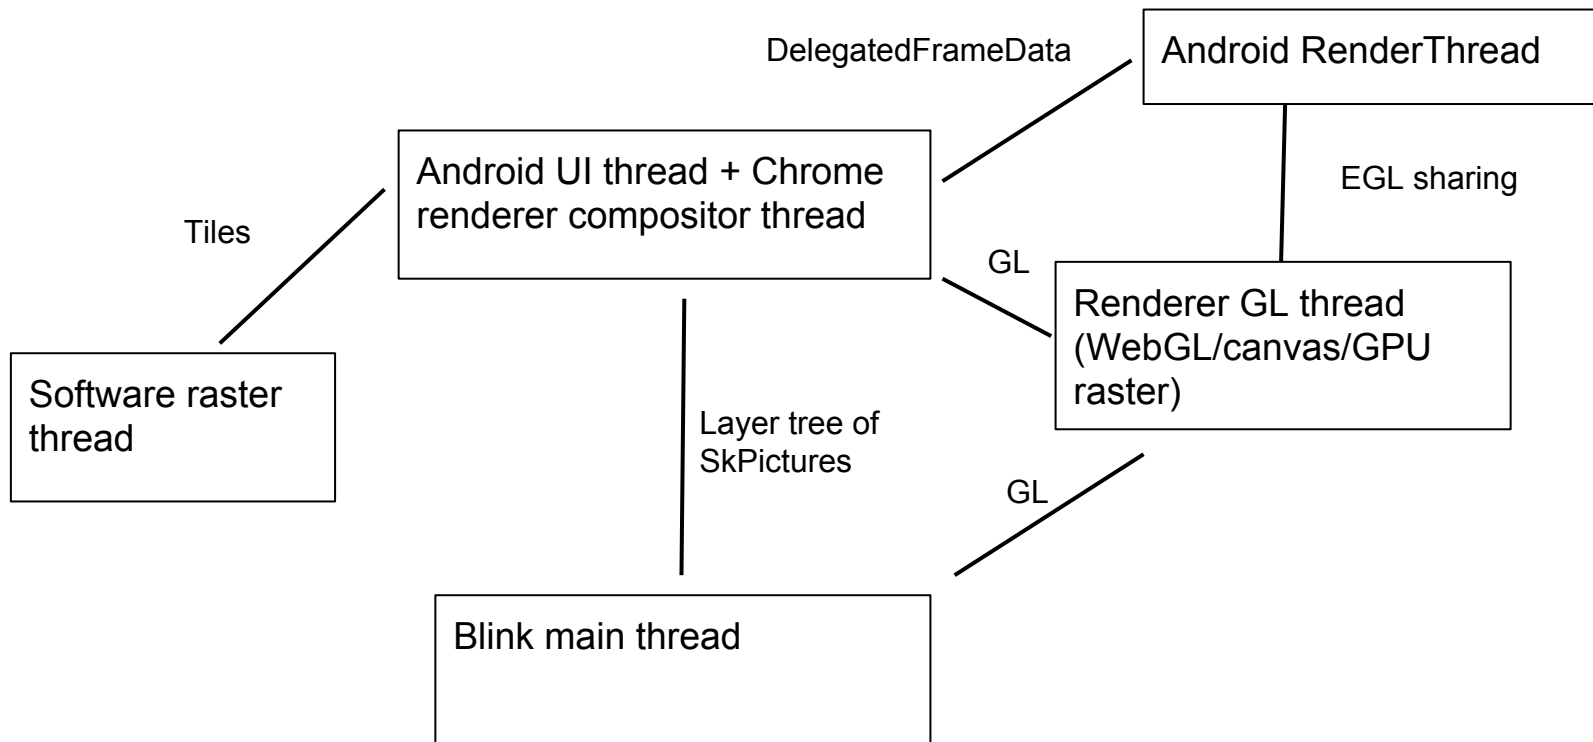 DelegatedFrameData
Android RenderThread
Android UI thread + Chrome
renderer compositor thread
EGL sharing
Tiles
GL
Renderer GL thread
(WebGL/canvas/GPU
raster)
Software raster
thread
Layer tree of
SkPictures
GL
Blink main thread